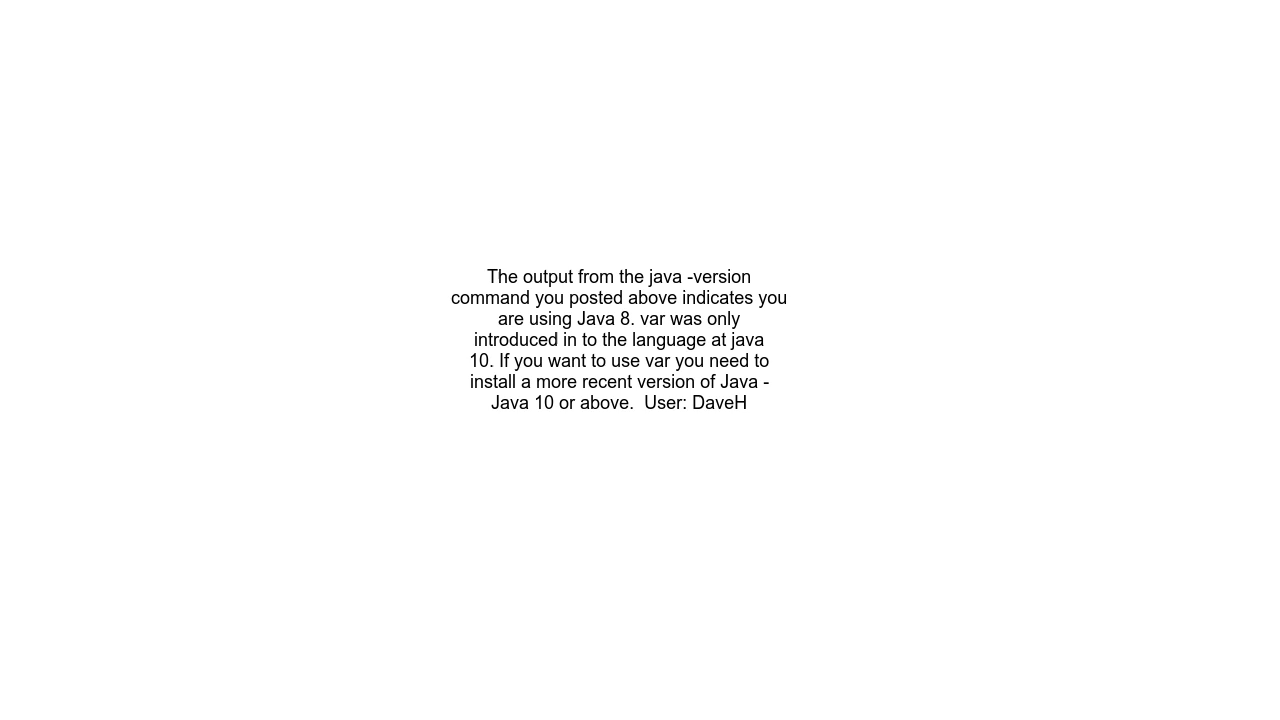 The output from the java -version
command you posted above indicates you
are using Java 8. var was only
introduced in to the language at java
10. If you want to use var you need to
install a more recent version of Java -
Java 10 or above.  User: DaveH